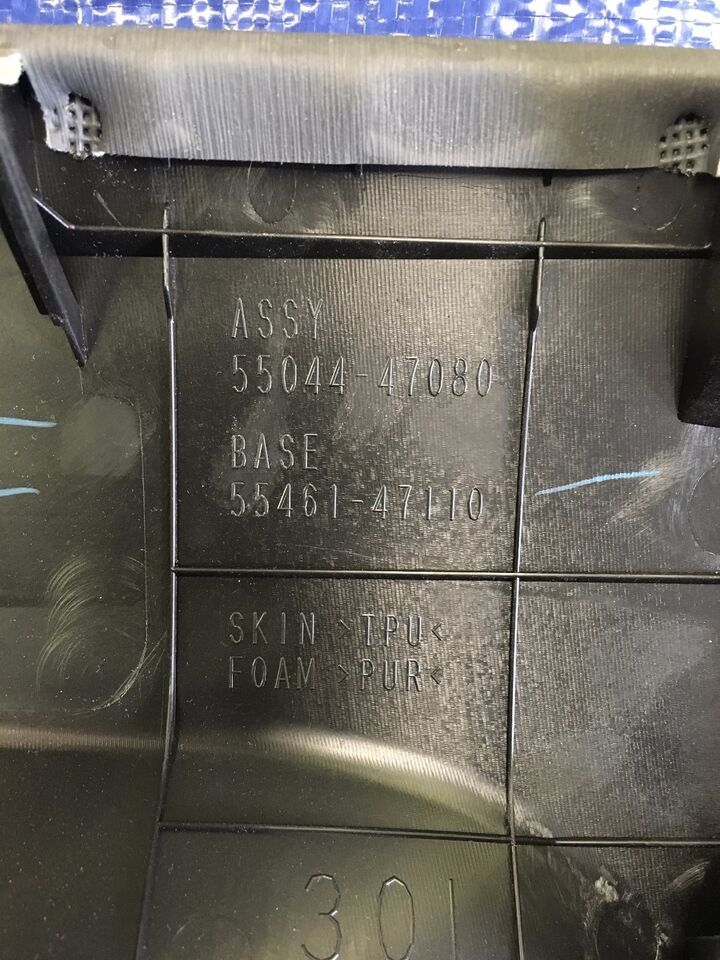 ASSY
55044-47080
BASE
55461-47110
SKIN >TPU<
FOAM >PUR<
301